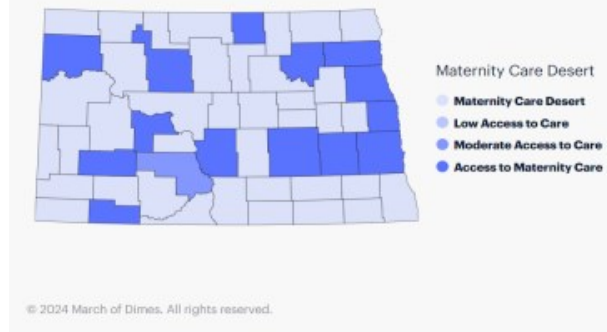 Maternity Care Desert
Maternity Care Desert
Low Access to Care
Moderate Access to Care
Access to Maternity Care
© 2024 March of Dimes. All rights reserved.